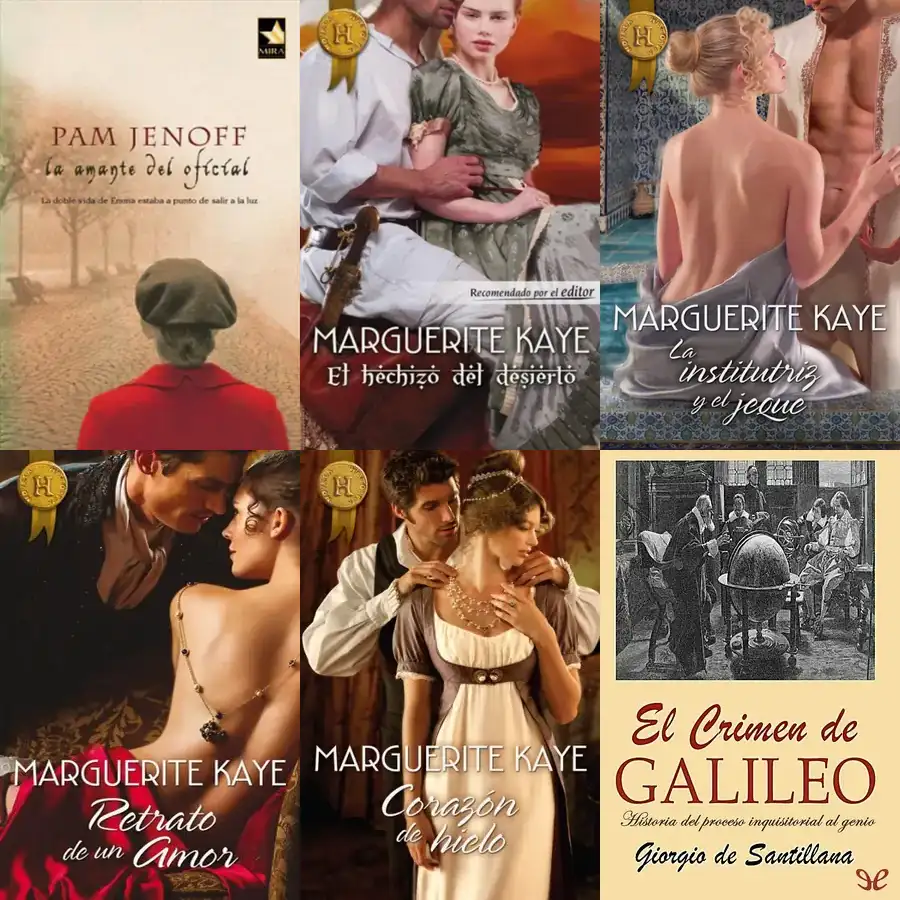 MIRA
PAM JENOFF
la amante del oficial
La doble vida de Emma estaba a punto de salir a la luz
H
Recomendado por el editor
MARGUERITE KAYE
El hechizo del desierto
H
MARGUERITE KAYE
La
institutriz
y el jeque
H
MARGUERITE KAYE
Retrato
de un Amor
H
MARGUERITE KAYE
Corazón
de hielo
El Crimen de
GALILEO
Historia del proceso inquisitorial al genio
Giorgio de Santillana